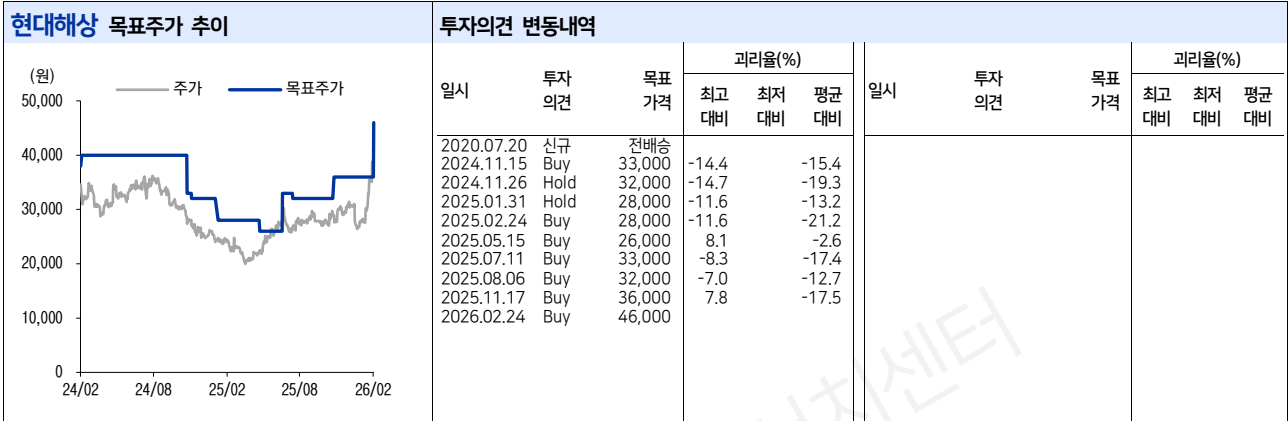 현대해상 목표주가 추이
(원)
주가 목표주가
50,000
40,000
30,000
20,000
10,000
0
24/02 24/08 25/02 25/08 26/02
투자의견 변동내역
일시 투자의견 목표가격 괴리율(%)
최고대비 최저대비 평균대비
2020.07.20 신규 전배승
2024.11.15 Buy 33,000 -14.4 -15.4
2024.11.26 Hold 32,000 -14.7 -19.3
2025.01.31 Hold 28,000 -11.6 -13.2
2025.02.24 Buy 28,000 -11.6 -21.2
2025.05.15 Buy 26,000 8.1 -2.6
2025.07.11 Buy 33,000 -8.3 -17.4
2025.08.06 Buy 32,000 -7.0 -12.7
2025.11.17 Buy 36,000 7.8 -17.5
2026.02.24 Buy 46,000
일시 투자의견 목표가격 괴리율(%)
최고대비 최저대비 평균대비
센터